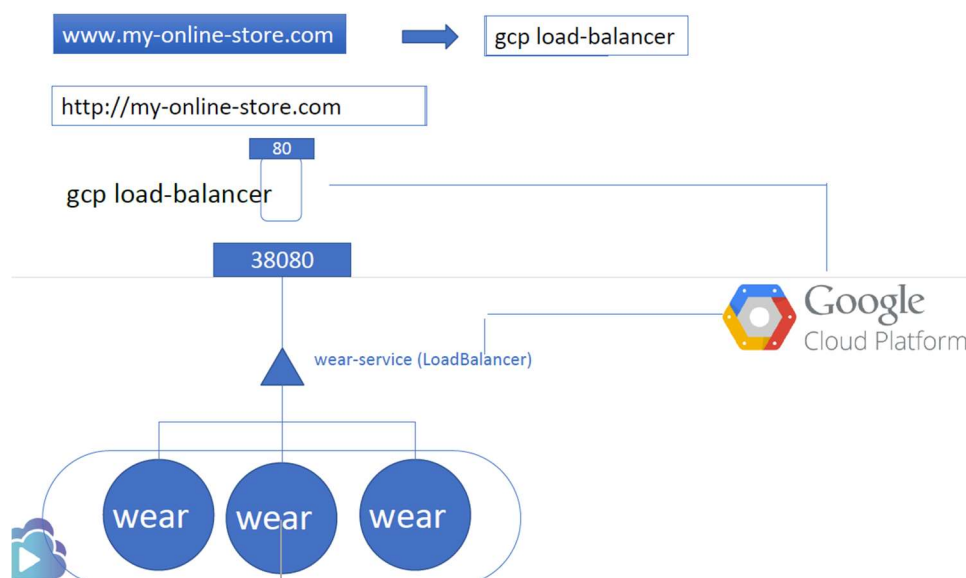 www.my-online-store.com
gcp load-balancer
http://my-online-store.com
80
gcp load-balancer
38080
Google
Cloud Platform
wear-service (LoadBalancer)
wear
wear
wear